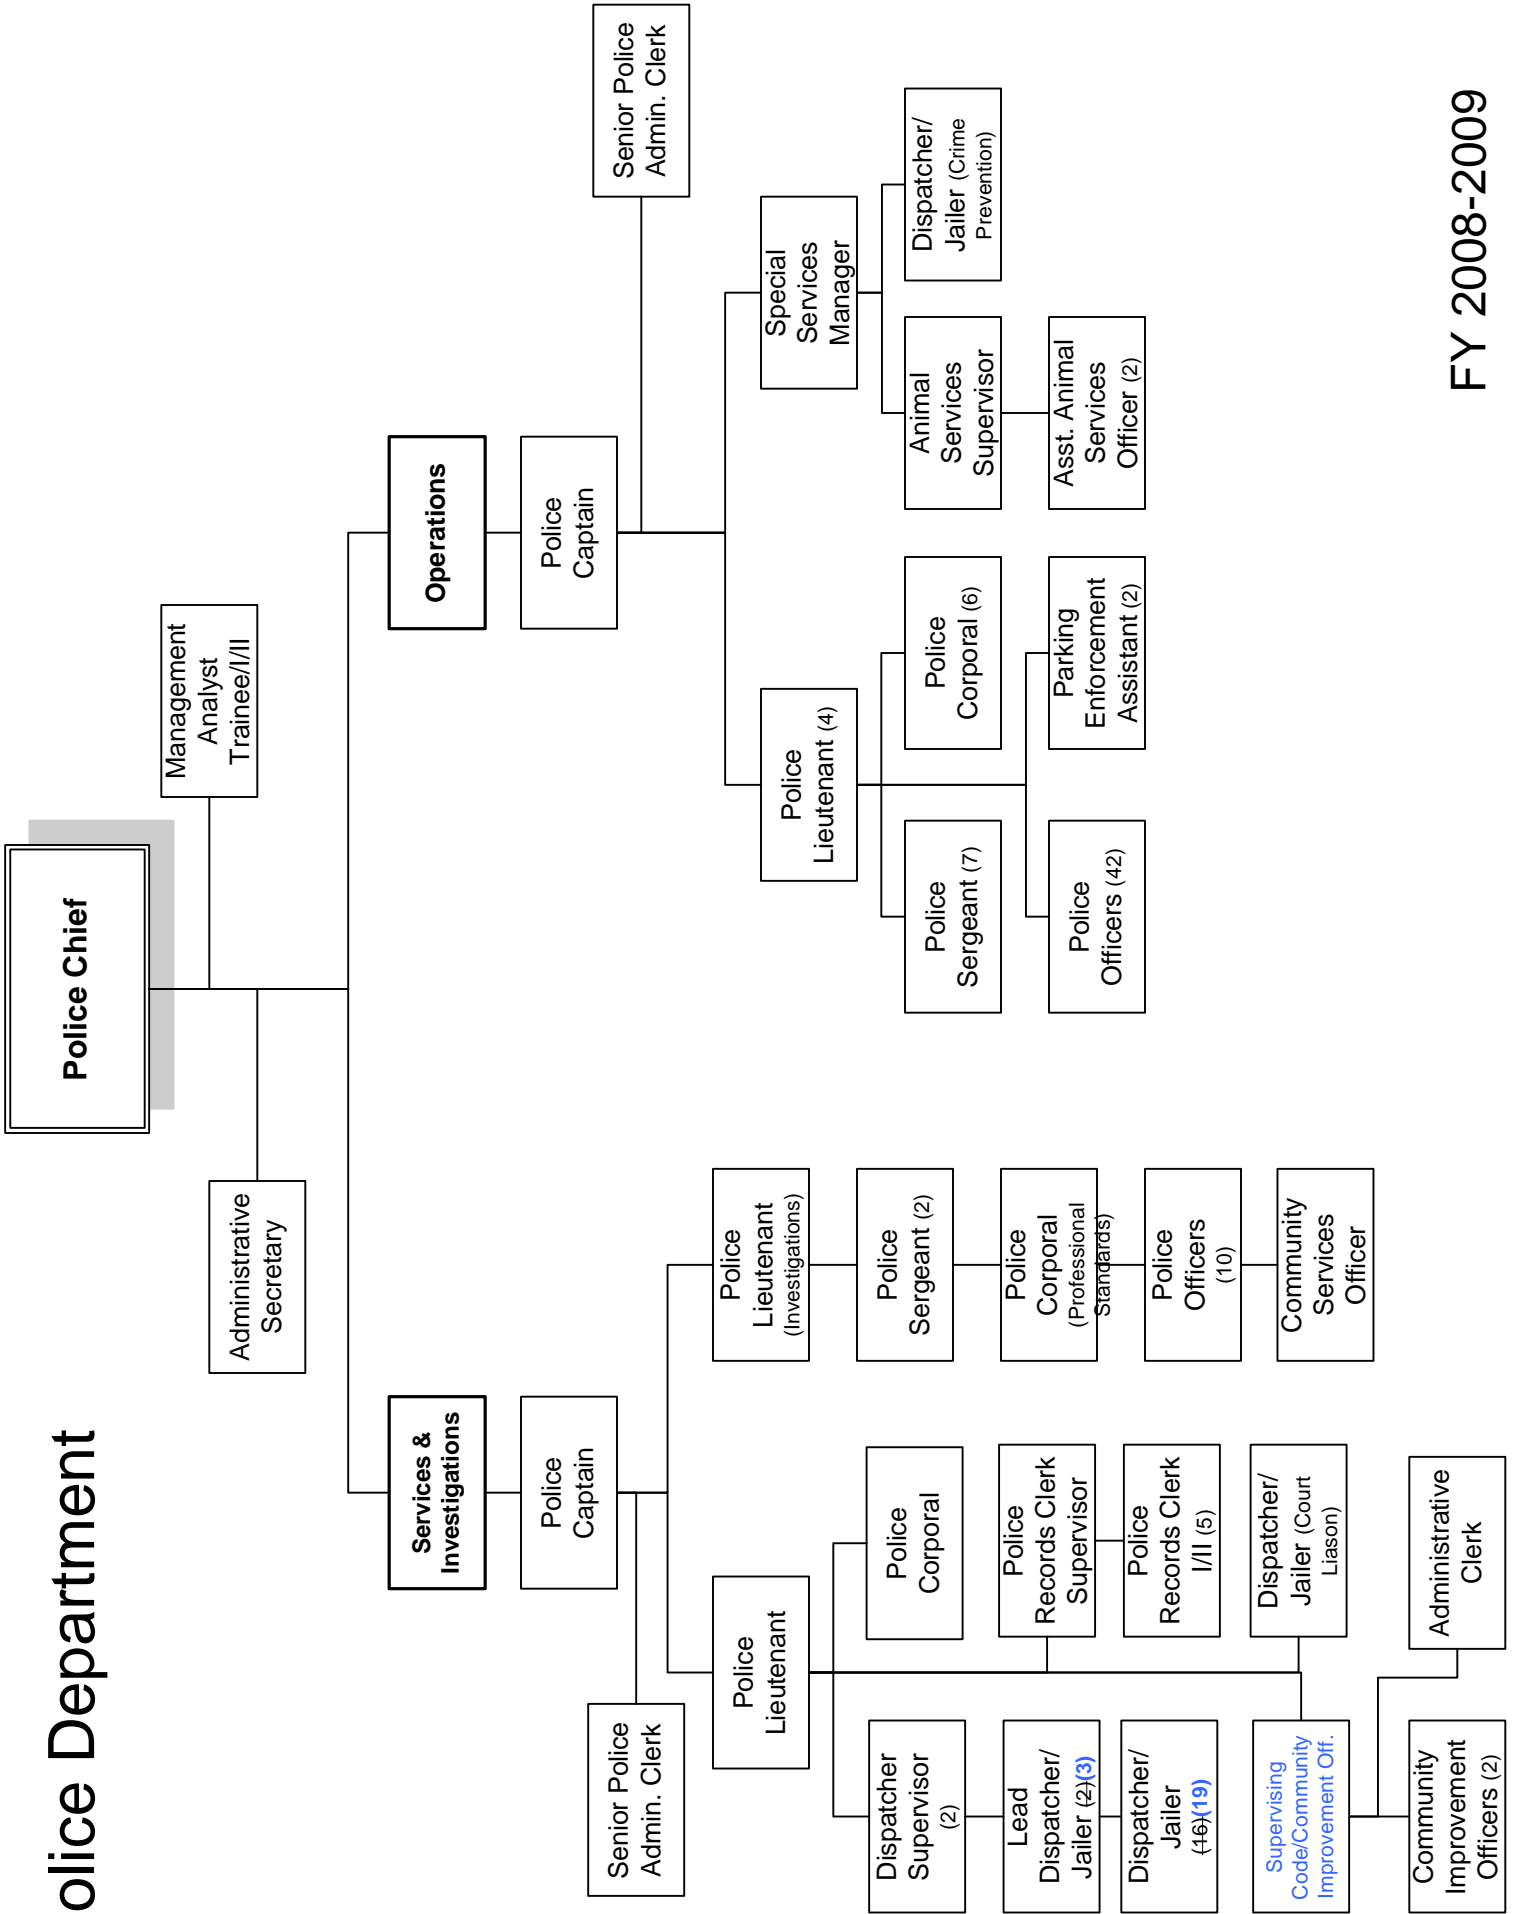 olice Department
Police Chief
Administrative
Secretary
Management
Analyst
Trainee/I/II
Services &
Investigations
Operations
Police
Captain
Police
Captain
Senior Police
Admin. Clerk
Senior Police
Admin. Clerk
Police
Lieutenant
Police
Lieutenant
(Investigations)
Police
Lieutenant (4)
Special
Services
Manager
Dispatcher
Supervisor
(2)
Police
Corporal
Police
Sergeant (2)
Police
Sergeant (7)
Police
Corporal (6)
Animal
Services
Supervisor
Dispatcher/
Jailer (Crime
Prevention)
Lead
Dispatcher/
Jailer (2)(3)
Police
Records Clerk
Supervisor
Police
Corporal
(Professional
Standards)
Police
Officers (42)
Parking
Enforcement
Assistant (2)
Asst. Animal
Services
Officer (2)
Dispatcher/
Jailer
(16)(19)
Police
Records Clerk
I/II (5)
Police
Officers
(10)
Supervising
Code/Community
Improvement Off.
Dispatcher/
Jailer (Court
Liason)
Community
Services
Officer
Community
Improvement
Officers (2)
Administrative
Clerk
FY 2008-2009